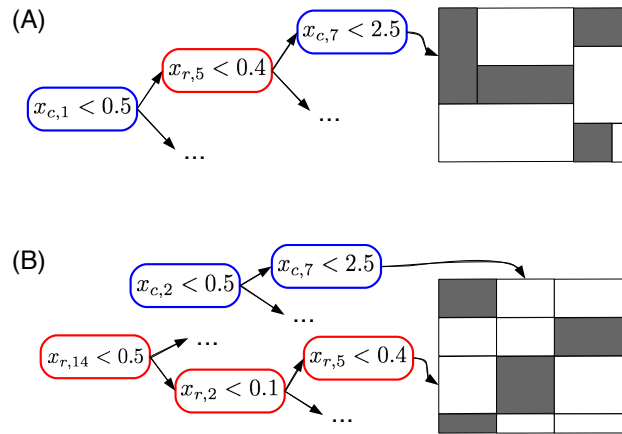 (A)
x_{c,7} < 2.5
x_{r,5} < 0.4
x_{c,1} < 0.5
...
...
(B)
x_{c,7} < 2.5
x_{c,2} < 0.5
...
...
x_{r,14} < 0.5
x_{r,5} < 0.4
x_{r,2} < 0.1
...